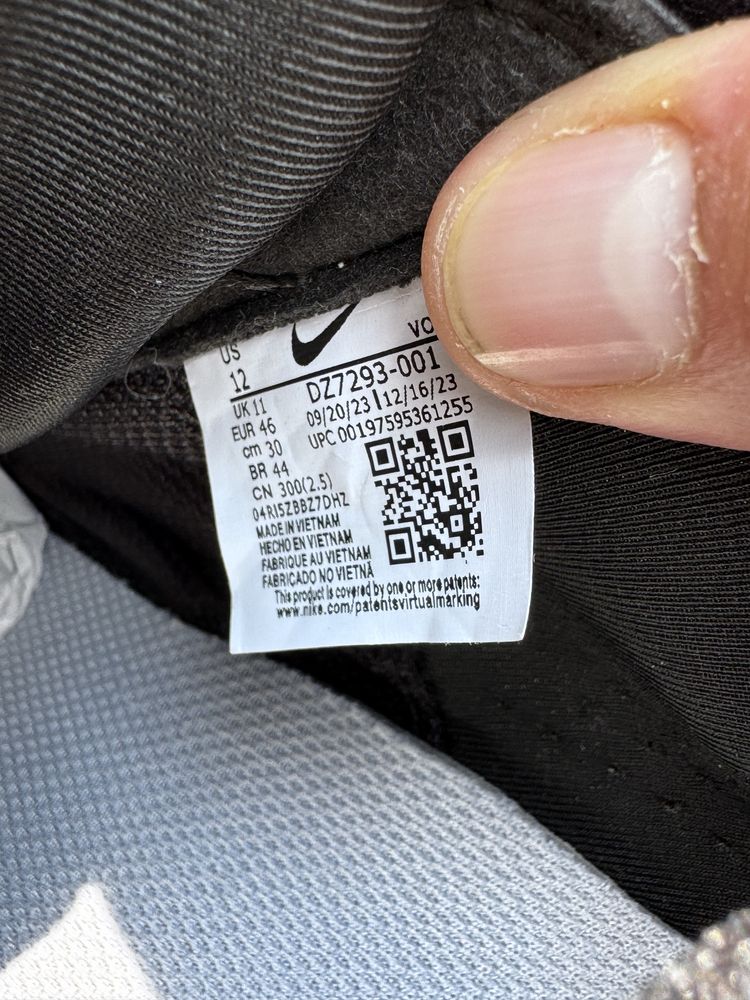 US
12
UK 11
EUR 46
cm 30
BR 44
CN 300(2.5)
04RI5ZBBZ7DHZ
MADE IN VIETNAM
HECHO EN VIETNAM
FABRIQUE AU VIETNAM
FABRICADO NO VIETNÃ
VO
DZ7293-001
09/20/23 12/16/23
UPC 00197595361255
This product is covered by one or more patents:
www.nike.com/patentsvirtualmarking